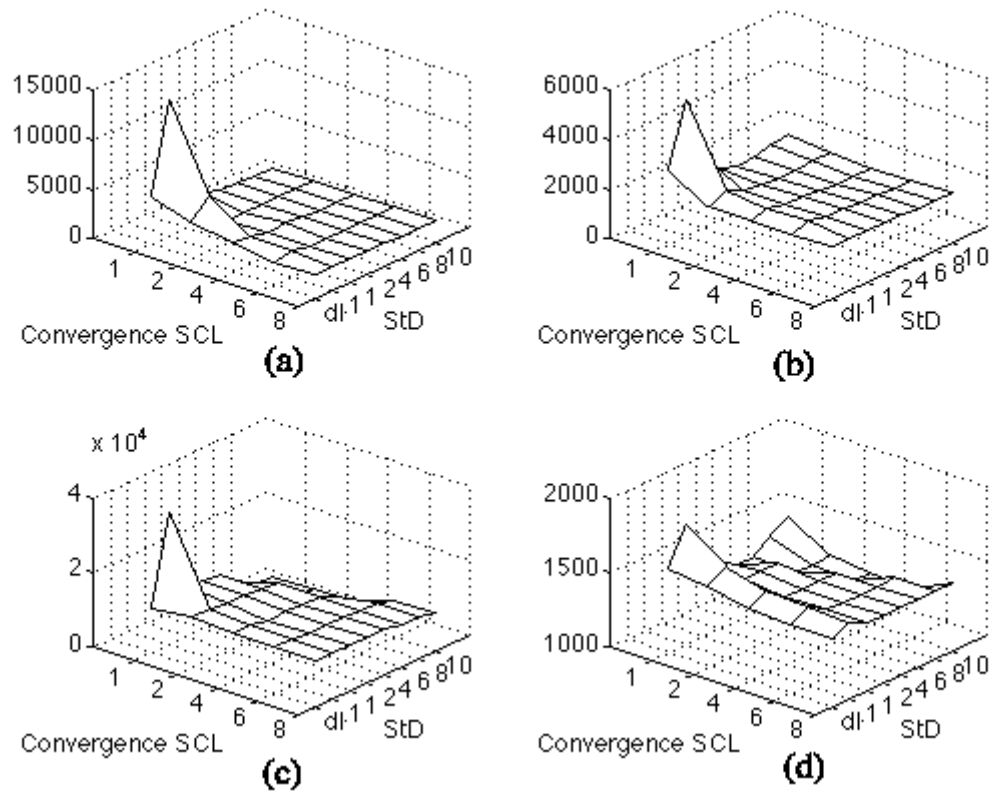 15000
10000
5000
0
1
2
4
6
8
dl-1 1 2 4 6 8 10
Convergence SCL
StD
(a)
6000
4000
2000
0
1
2
4
6
8
dl-1 1 2 4 6 8 10
Convergence SCL
StD
(b)
x 10⁴
4
2
0
1
2
4
6
8
dl-1 1 2 4 6 8 10
Convergence SCL
StD
(c)
2000
1500
1000
1
2
4
6
8
dl-1 1 2 4 6 8 10
Convergence SCL
StD
(d)